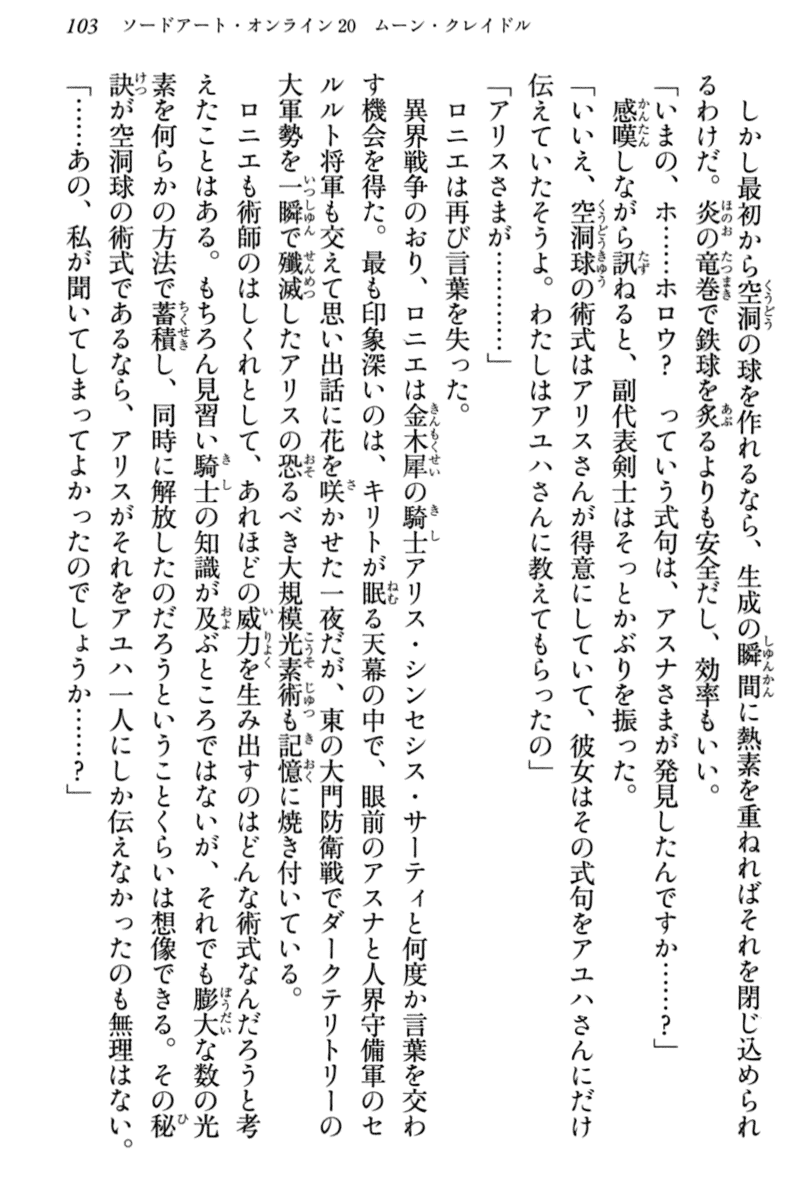 103　ソードアート・オンライン20　ムーン・クレイドル
　しかし最初から空洞の球を作れるなら、生成の瞬間に熱素を重ねればそれを閉じ込められ
るわけだ。炎の竜巻で鉄球を炙るよりも安全だし、効率もいい。
「いまの、ホ……ホロウ？　っていう式句は、アスナさまが発見したんですか……？」
　感嘆しながら訊ねると、副代表剣士はそっとかぶりを振った。
「いいえ、空洞球の術式はアリスさんが得意にしていて、彼女はその式句をアユハさんにだけ
伝えていたそうよ。わたしはアユハさんに教えてもらったの」
「アリスさまが…………」
　ロニエは再び言葉を失った。
　異界戦争のおり、ロニエは金木犀の騎士アリス・シンセシス・サーティと何度か言葉を交わ
す機会を得た。最も印象深いのは、キリトが眠る天幕の中で、眼前のアスナと人界守備軍のセ
ルルト将軍も交えて思い出話に花を咲かせた一夜だが、東の大門防衛戦でダークテリトリーの
大軍勢を一瞬で殲滅したアリスの恐るべき大規模光素術も記憶に焼き付いている。
　ロニエも術師のはしくれとして、あれほどの威力を生み出すのはどんな術式なんだろうと考
えたことはある。もちろん見習い騎士の知識が及ぶところではないが、それでも膨大な数の光
素を何らかの方法で蓄積し、同時に解放したのだろうということくらいは想像できる。その秘
訣が空洞球の術式であるなら、アリスがそれをアユハ一人にしか伝えなかったのも無理はない。
「……あの、私が聞いてしまってよかったのでしょうか……？」